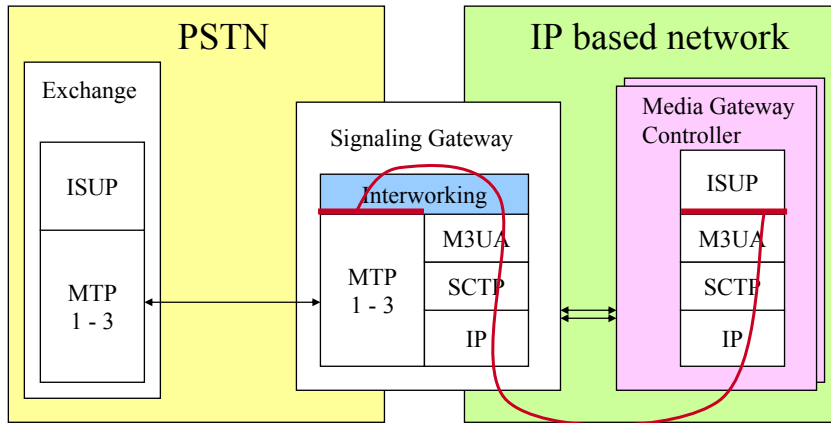 PSTN
IP based network
Exchange
ISUP
MTP
1 - 3
Signaling Gateway
Interworking
MTP
1 - 3
M3UA
SCTP
IP
Media Gateway
Controller
ISUP
M3UA
SCTP
IP